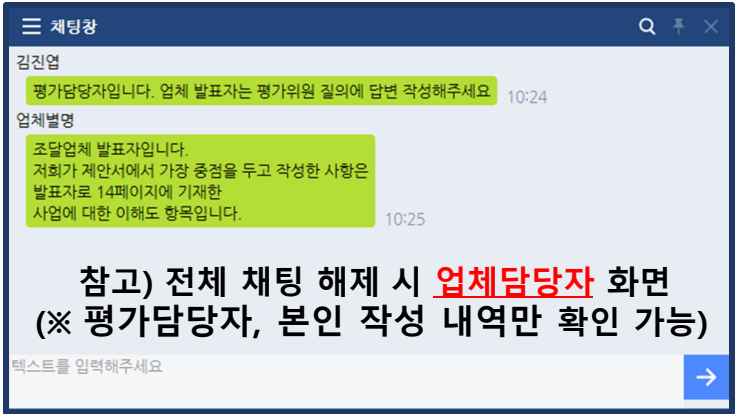 채팅창
김진엽
평가담당자입니다. 업체 발표자는 평가위원 질의에 답변 작성해주세요
10:24
업체별명
조달업체 발표자입니다.
저희가 제안서에서 가장 중점을 두고 작성한 사항은
발표자로 14페이지에 기재한
사업에 대한 이해도 항목입니다.
10:25
참고) 전체 채팅 해제 시 업체담당자 화면
(※ 평가담당자, 본인 작성 내역만 확인 가능)
텍스트를 입력해주세요